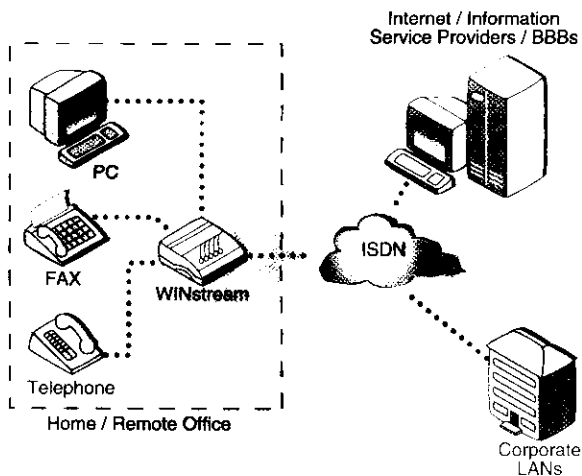 Internet / Information
Service Providers / BBBs
PC
FAX
WINstream
ISDN
Telephone
Home / Remote Office
Corporate
LANs